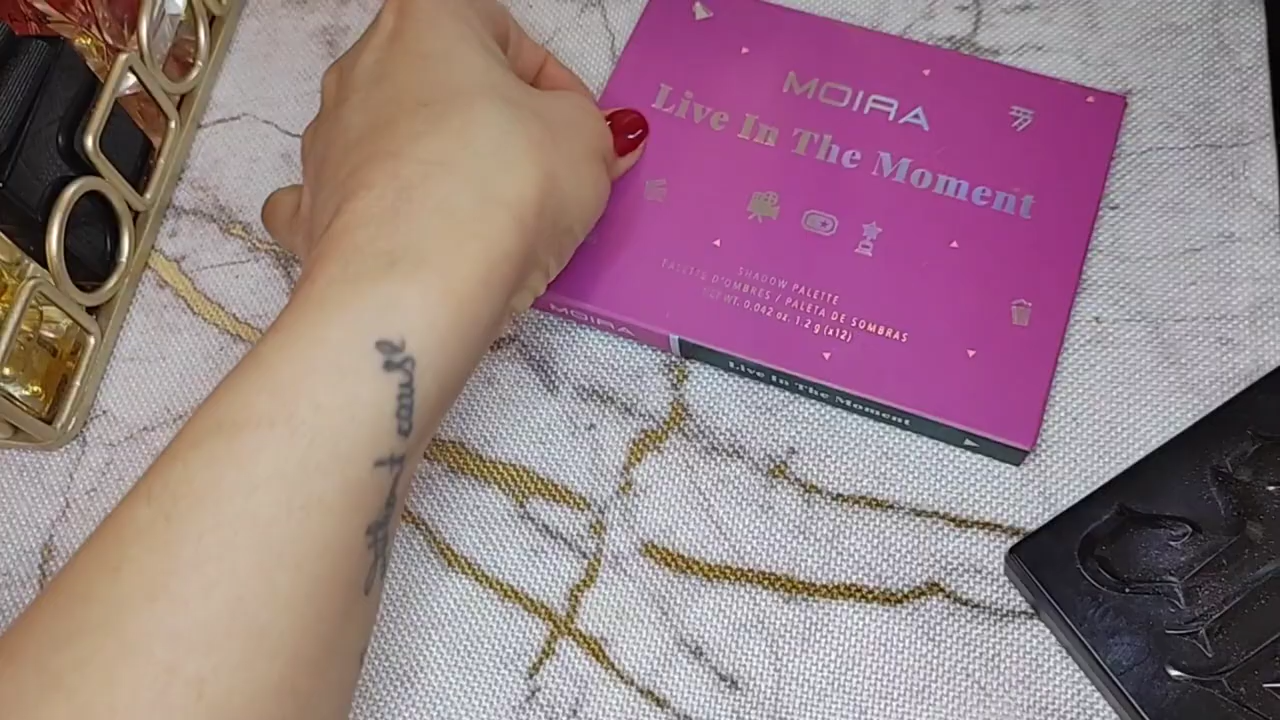 MOIRA
Live In The Moment
SHADOW PALETTE
PALETTE D'OMBRES / PALETA DE SOMBRAS
NET WT. 0.042 oz. 1.2 g (x12)
MOIRA
Live In The Moment
cause